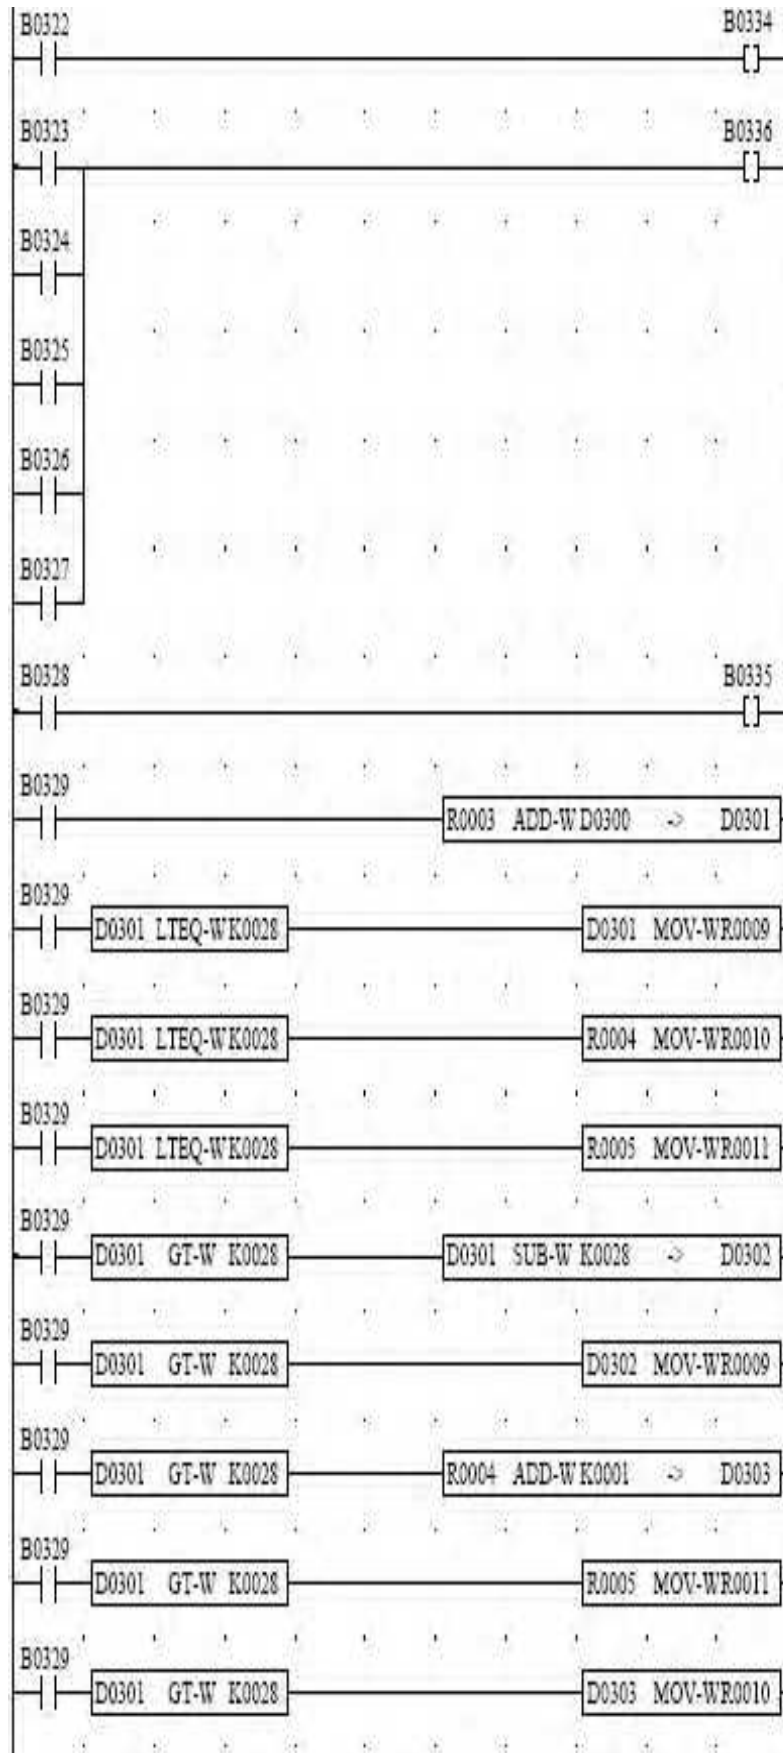 B0322 B0334
B0323 B0336
B0324
B0325
B0326
B0327
B0328 B0335
B0329
R0003 ADD-W D0300 -> D0301
B0329
D0301 LTEQ-W K0028 D0301 MOV-W R0009
B0329
D0301 LTEQ-W K0028 R0004 MOV-W R0010
B0329
D0301 LTEQ-W K0028 R0005 MOV-W R0011
B0329
D0301 GT-W K0028 D0301 SUB-W K0028 -> D0302
B0329
D0301 GT-W K0028 D0302 MOV-W R0009
B0329
D0301 GT-W K0028 R0004 ADD-W K0001 -> D0303
B0329
D0301 GT-W K0028 R0005 MOV-W R0011
B0329
D0301 GT-W K0028 D0303 MOV-W R0010